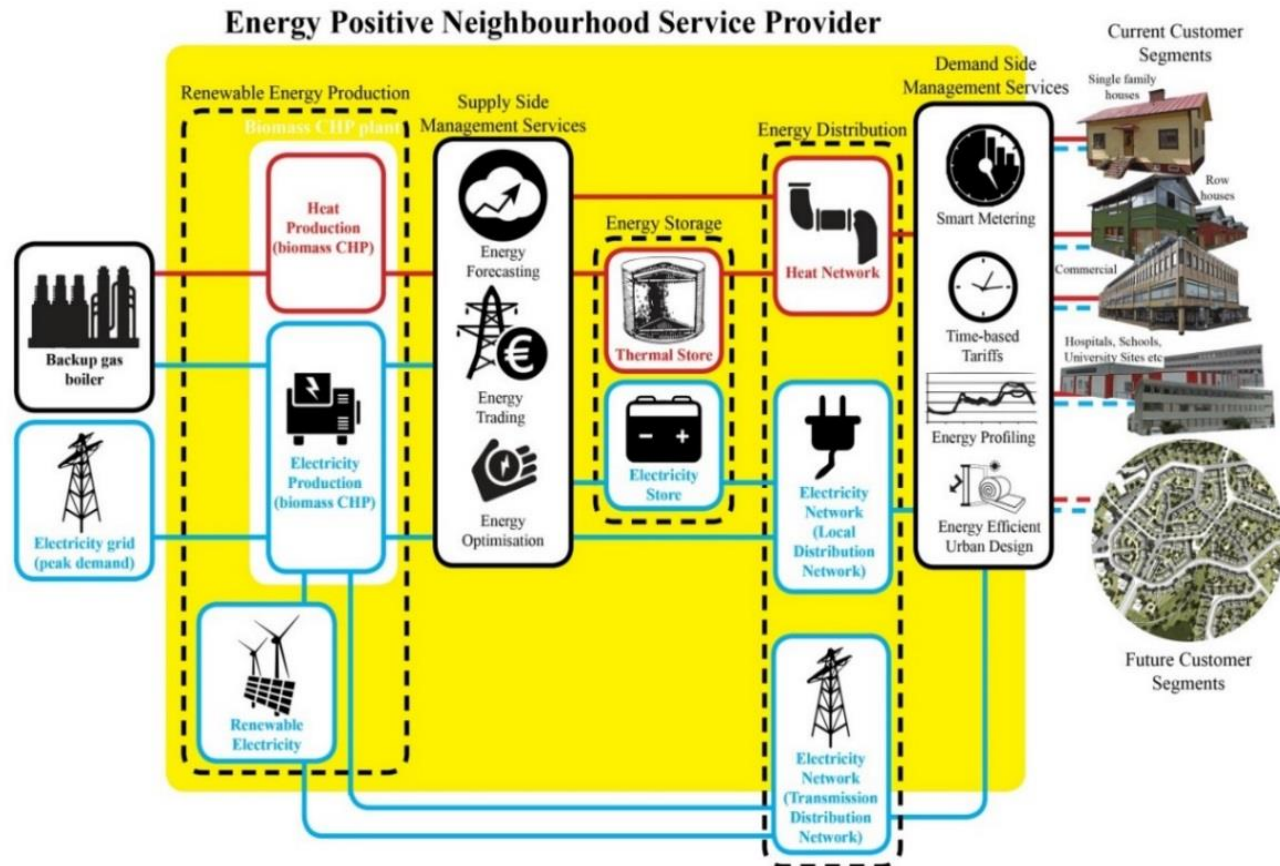 Energy Positive Neighbourhood Service Provider
Current Customer
Segments
Renewable Energy Production
Biomass CHP plant
Heat
Production
(biomass CHP)
Backup gas
boiler
Electricity
Production
(biomass CHP)
Electricity grid
(peak demand)
Renewable
Electricity
Supply Side
Management Services
Energy
Forecasting
€
Energy
Trading
Energy
Optimisation
Energy Storage
Thermal Store
- +
Electricity
Store
Energy Distribution
Heat Network
Electricity
Network
(Local
Distribution
Network)
Electricity
Network
(Transmission
Distribution
Network)
Demand Side
Management Services
Smart Metering
Time-based
Tariffs
Energy Profiling
Energy Efficient
Urban Design
Single family
houses
Row
houses
Commercial
Hospitals, Schools,
University Sites etc
Future Customer
Segments